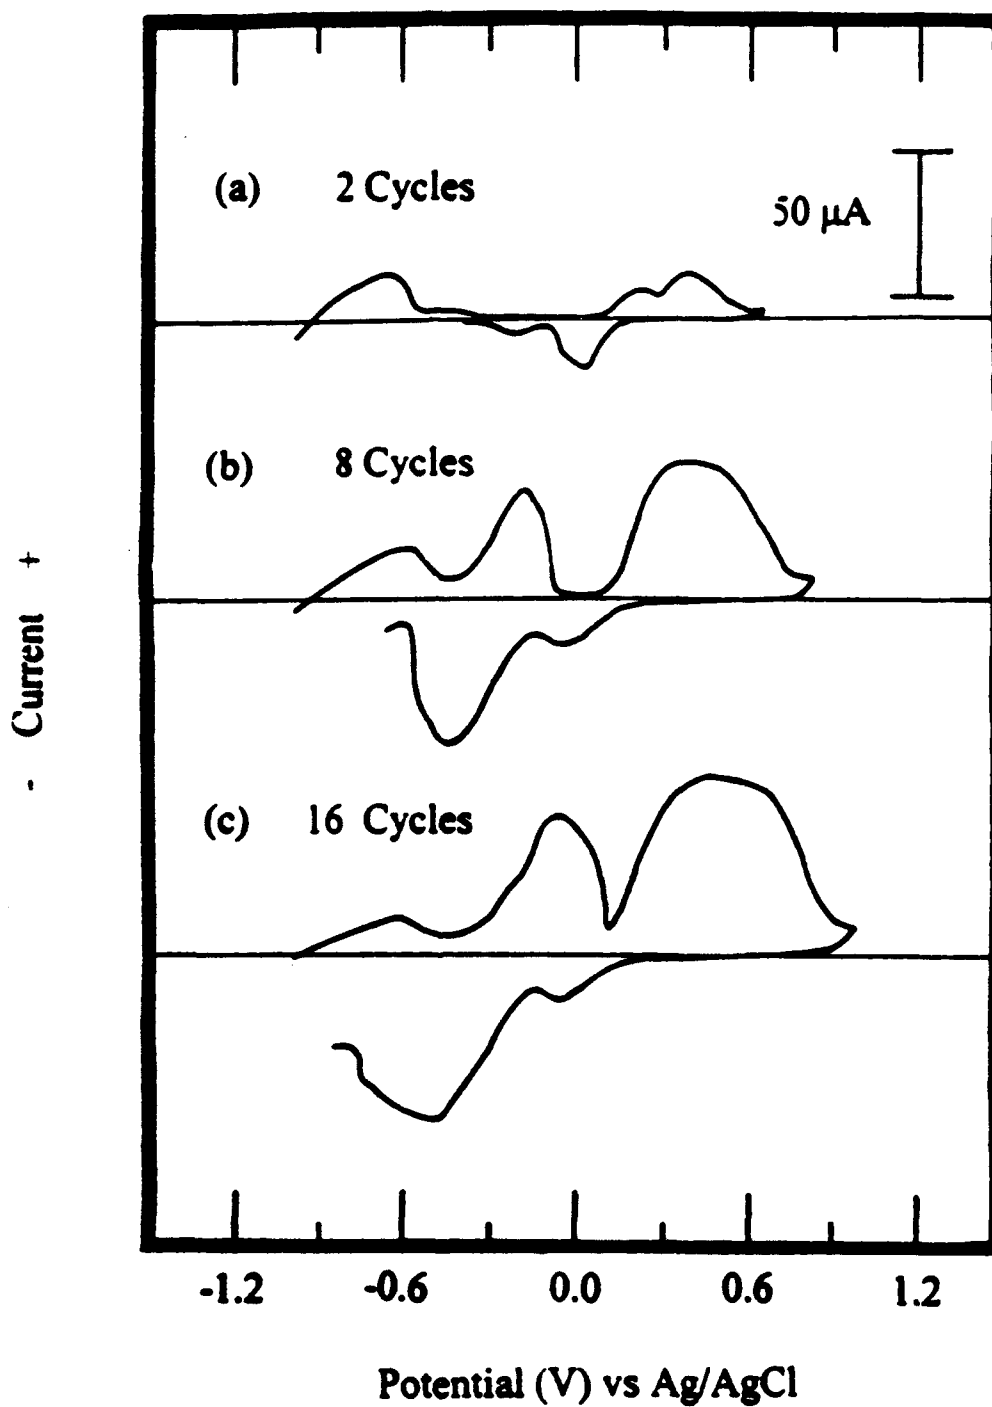 (a) 2 Cycles
50 μA
(b) 8 Cycles
- Current +
(c) 16 Cycles
-1.2 -0.6 0.0 0.6 1.2
Potential (V) vs Ag/AgCl